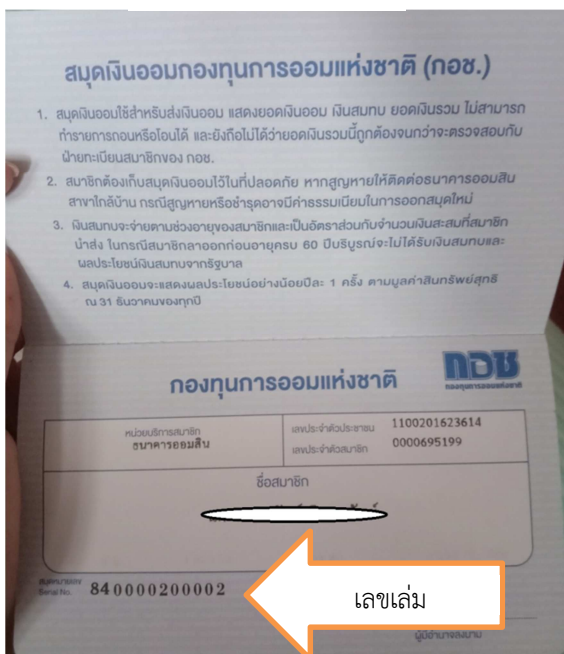 สมุดเงินออมกองทุนการออมแห่งชาติ (กอช.)
1. สมุดเงินออมใช้สำหรับส่งเงินออม แสดงยอดเงินออม เงินสมทบ ยอดเงินรวม ไม่สามารถ
ทำรายการถอนหรือโอนได้ และยังถือไม่ได้ว่ายอดเงินรวมนี้ถูกต้องจนกว่าจะตรวจสอบกับ
ฝ่ายทะเบียนสมาชิกของ กอช.
2. สมาชิกต้องเก็บสมุดเงินออมไว้ในที่ปลอดภัย หากสูญหายให้ติดต่อธนาคารออมสิน
สาขาใกล้บ้าน กรณีสูญหายหรือชำรุดอาจมีค่าธรรมเนียมในการออกสมุดใหม่
3. เงินสมทบจะจ่ายตามช่วงอายุของสมาชิกและเป็นอัตราส่วนกับจำนวนเงินสะสมที่สมาชิก
นำส่ง ในกรณีสมาชิกลาออกก่อนอายุครบ 60 ปีบริบูรณ์จะไม่ได้รับเงินสมทบและ
ผลประโยชน์เงินสมทบจากรัฐบาล
4. สมุดเงินออมจะแสดงผลประโยชน์อย่างน้อยปีละ 1 ครั้ง ตามมูลค่าสินทรัพย์สุทธิ
ณ 31 ธันวาคมของทุกปี
กอช
กองทุนการออมแห่งชาติ
กองทุนการออมแห่งชาติ
หน่วยบริการสมาชิก
ธนาคารออมสิน
เลขประจำตัวประชาชน 1100201623614
เลขประจำตัวสมาชิก 0000695199
ชื่อสมาชิก
สมุดหมายเลข
Serial No. 840000200002
เลขเล่ม
ผู้มีอำนาจลงนาม